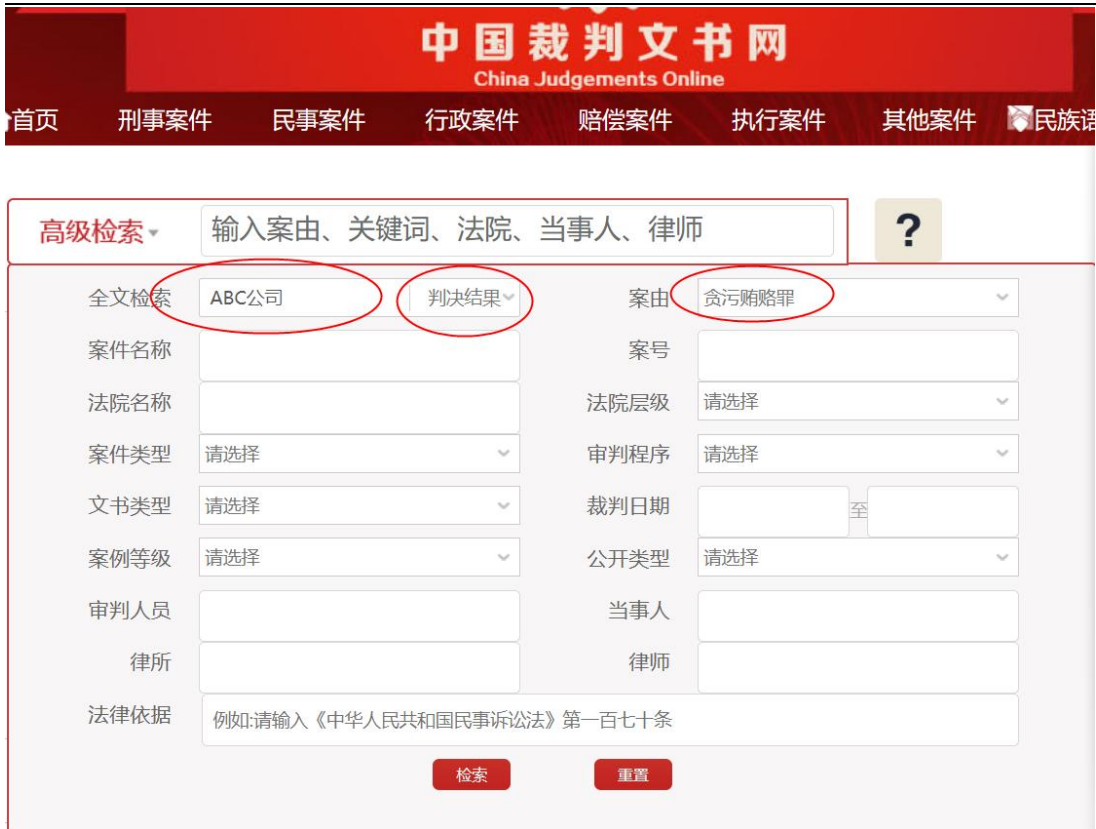 中国裁判文书网
China Judgements Online
首页 刑事案件 民事案件 行政案件 赔偿案件 执行案件 其他案件 民族语
高级检索 输入案由、关键词、法院、当事人、律师 ?
全文检索 ABC公司 判决结果 案由 贪污贿赂罪
案件名称 案号
法院名称 法院层级 请选择
案件类型 请选择 审判程序 请选择
文书类型 请选择 裁判日期 至
案例等级 请选择 公开类型 请选择
审判人员 当事人
律所 律师
法律依据 例如:请输入《中华人民共和国民事诉讼法》第一百七十条
检索 重置